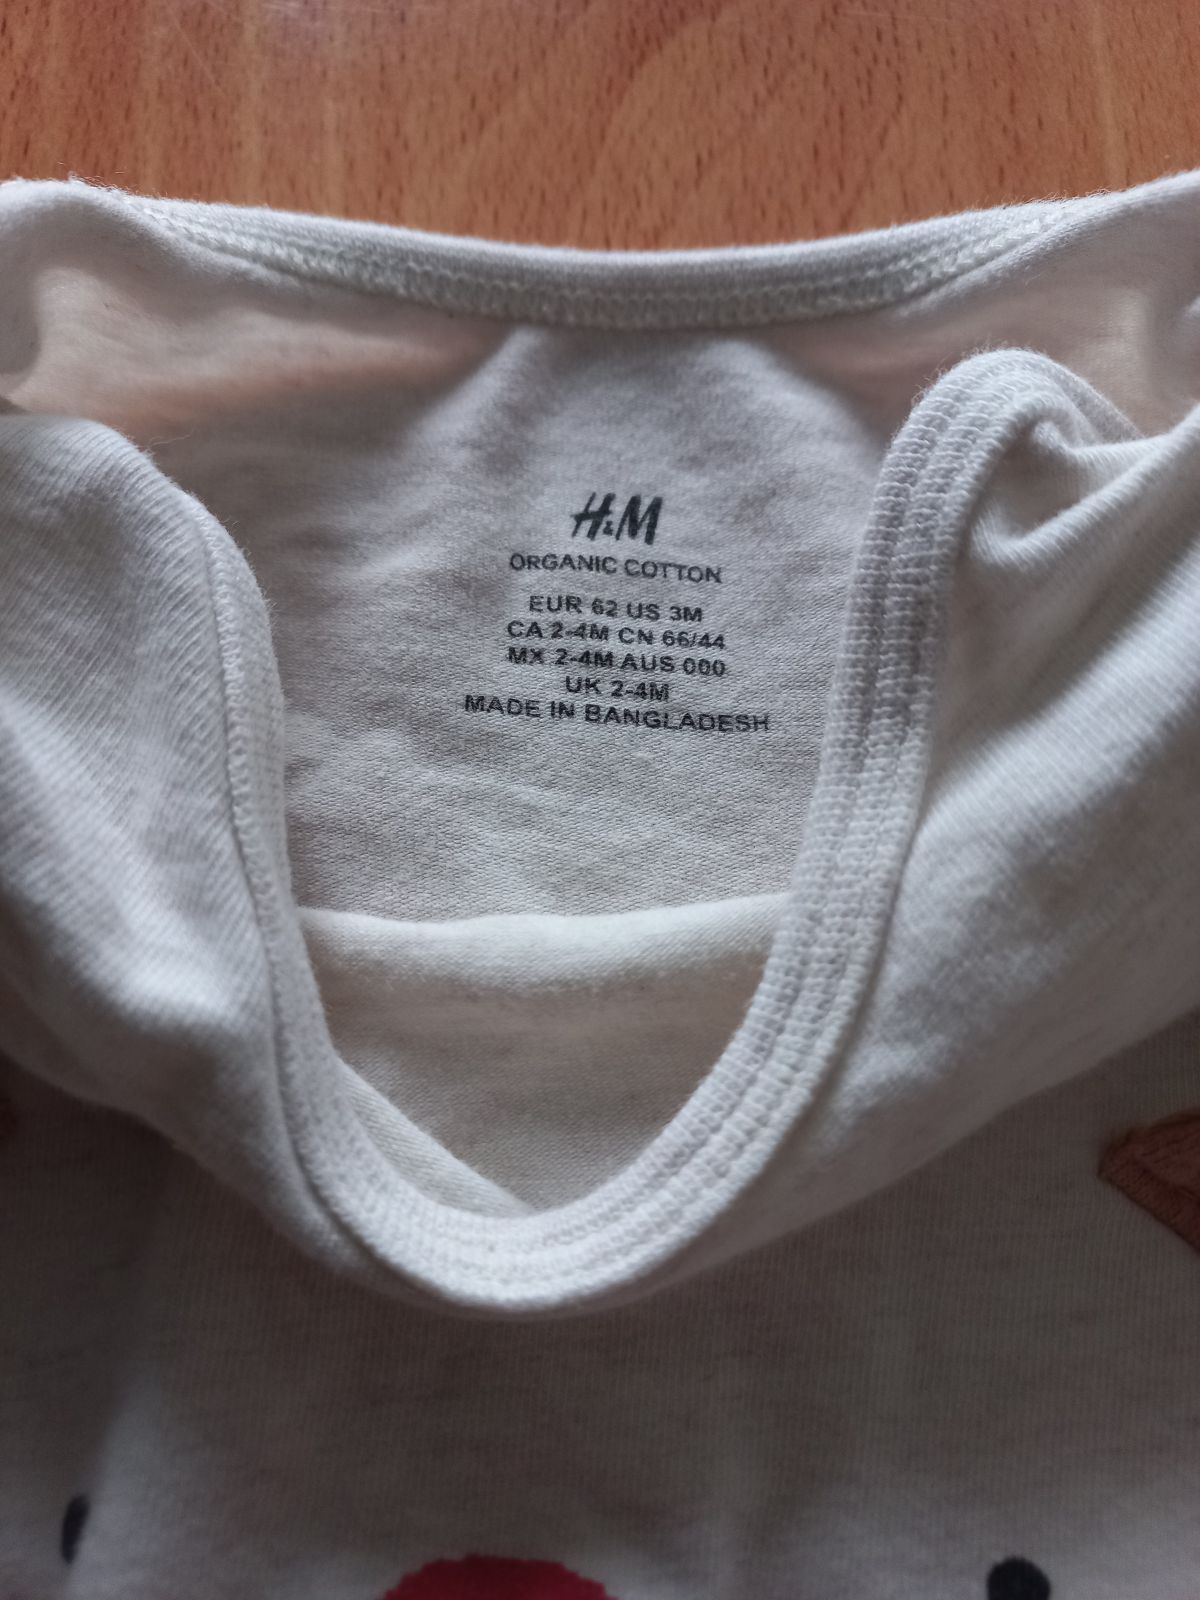 H&M
ORGANIC COTTON
EUR 62 US 3M
CA 2-4M CN 66/44
MX 2-4M AUS 000
UK 2-4M
MADE IN BANGLADESH